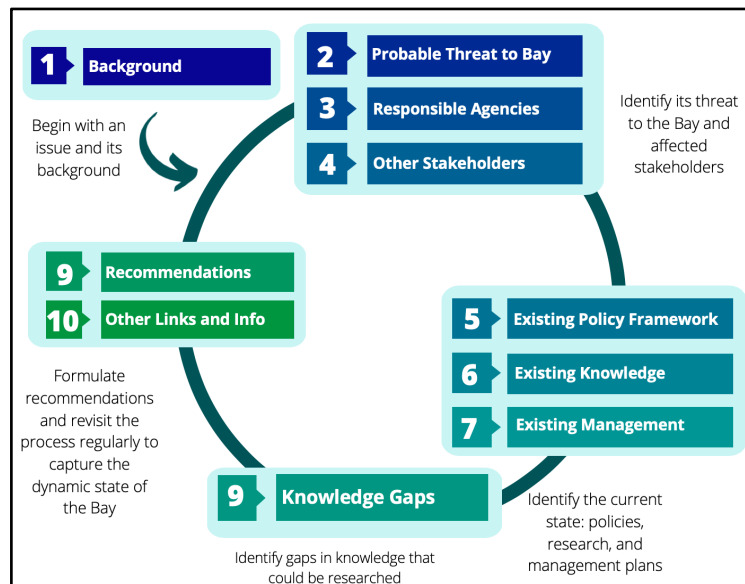 1 Background
Begin with an
issue and its
background
2 Probable Threat to Bay
3 Responsible Agencies
4 Other Stakeholders
Identify its threat
to the Bay and
affected
stakeholders
5 Existing Policy Framework
6 Existing Knowledge
7 Existing Management
Identify the current
state: policies,
research, and
management plans
9 Knowledge Gaps
Identify gaps in knowledge that
could be researched
9 Recommendations
10 Other Links and Info
Formulate
recommendations
and revisit the
process regularly to
capture the
dynamic state of
the Bay